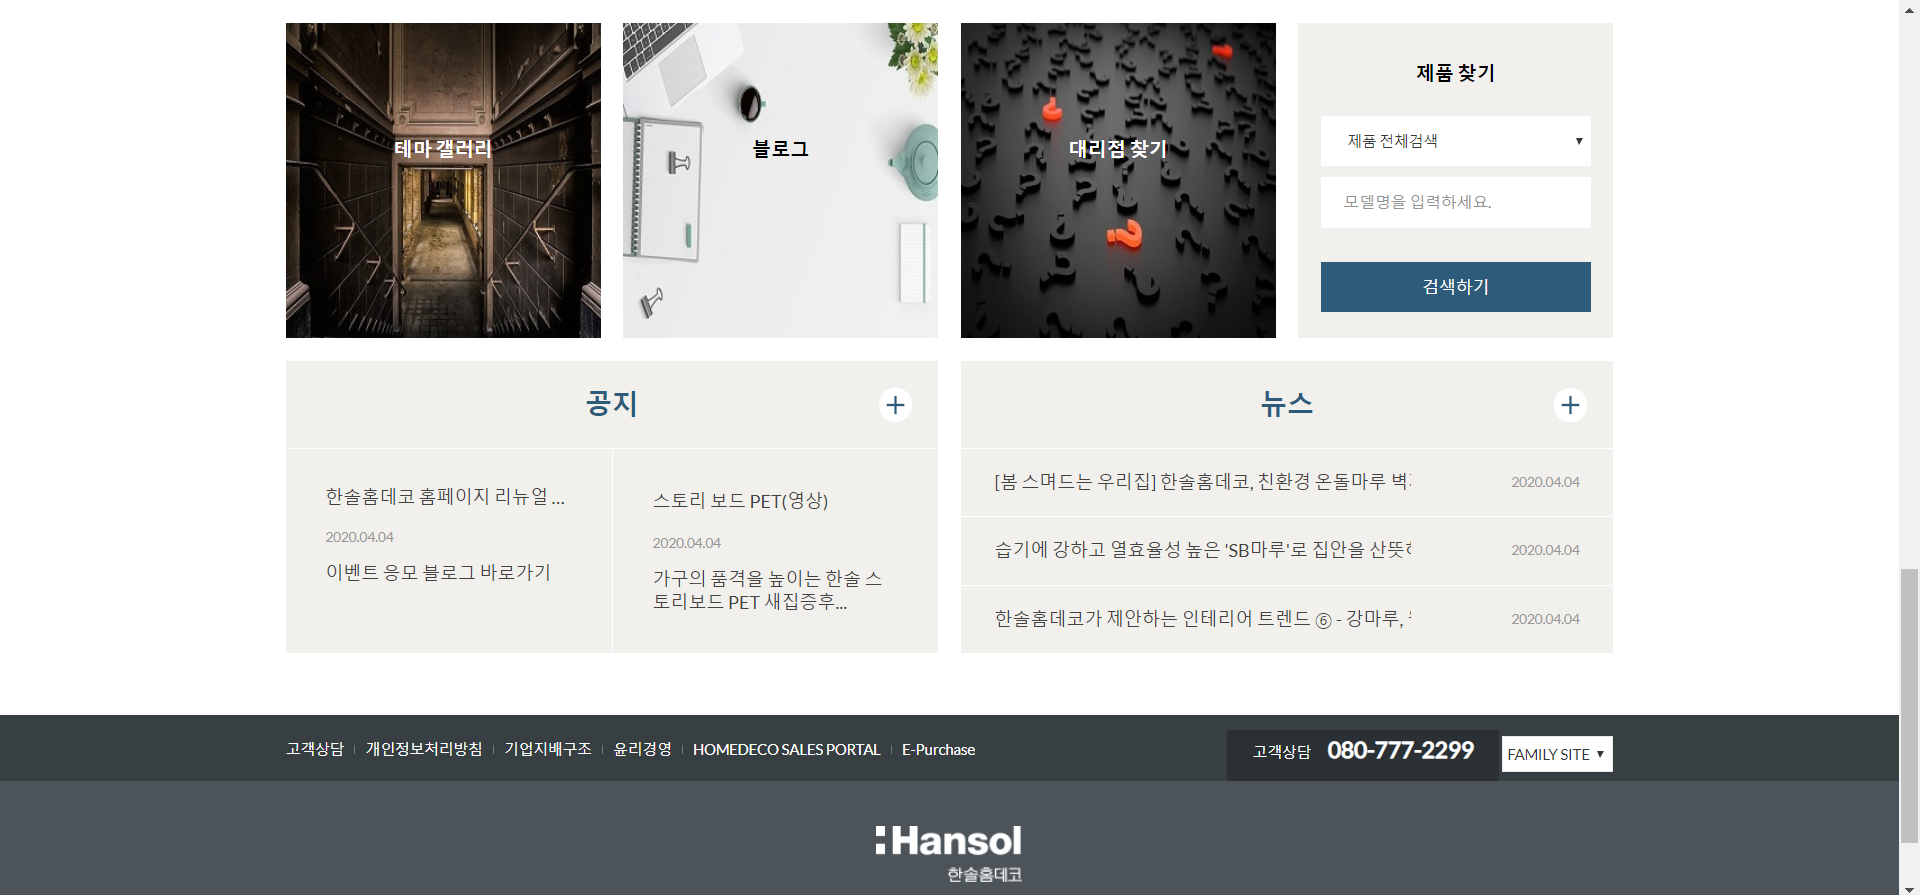 테마 갤러리
블로그
대리점 찾기
제품 찾기
제품 전체검색
모델명을 입력하세요.
검색하기
공지
한솔홈데코 홈페이지 리뉴얼 ...
2020.04.04
이벤트 응모 블로그 바로가기
스토리 보드 PET(영상)
2020.04.04
가구의 품격을 높이는 한솔 스
토리보드 PET 새집증후...
뉴스
[봄 스며드는 우리집] 한솔홈데코, 친환경 온돌마루 벽
2020.04.04
습기에 강하고 열효율성 높은 'SB마루'로 집안을 산뜻
2020.04.04
한솔홈데코가 제안하는 인테리어 트렌드 ⑥ - 강마루,
2020.04.04
고객상담 개인정보처리방침 기업지배구조 윤리경영 HOMEDECO SALES PORTAL E-Purchase
고객상담 080-777-2299
FAMILY SITE
Hansol
한솔홈데코